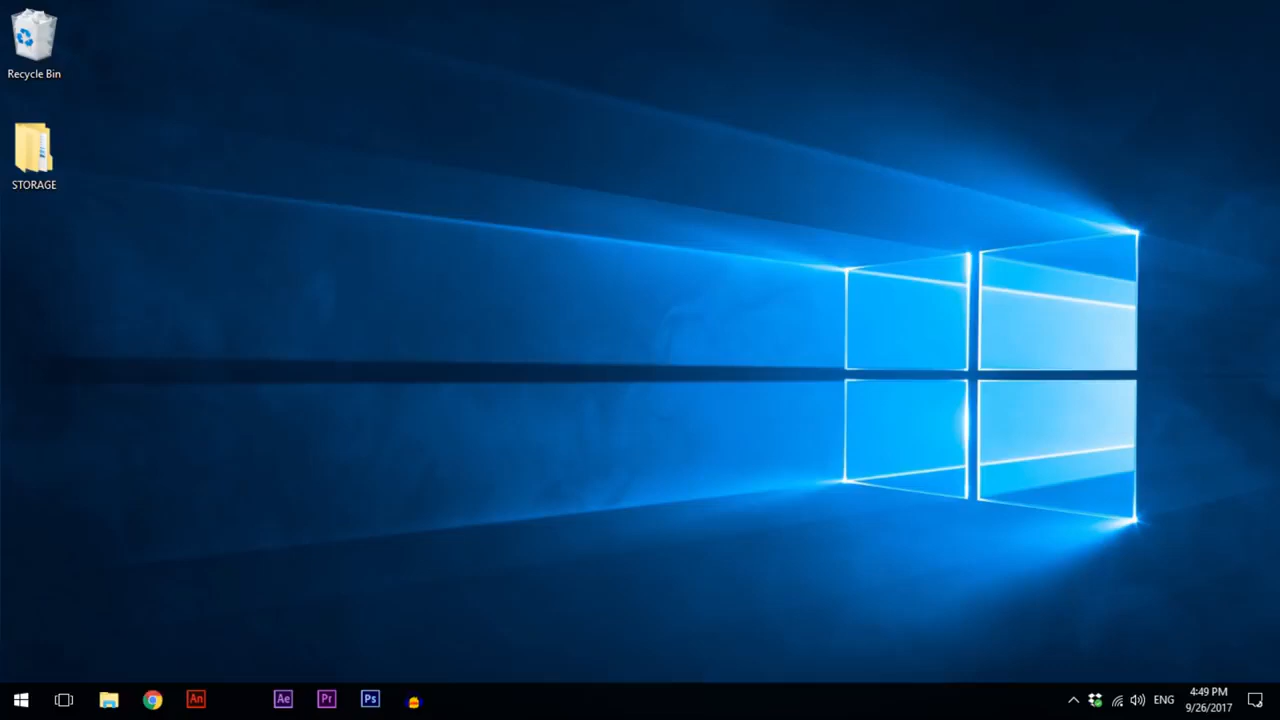 Recycle Bin
STORAGE
An
Ae
Pr
Ps
ENG
4:49 PM
9/26/2017